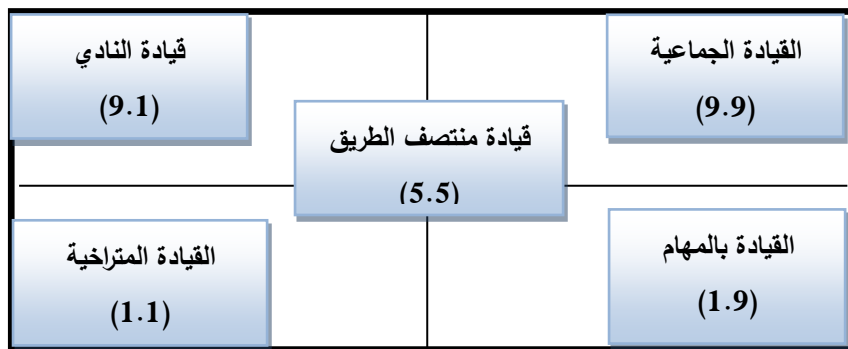 القيادة الجماعية
(9.9)
قيادة النادي
(9.1)
قيادة منتصف الطريق
(5.5)
القيادة بالمهام
(1.9)
القيادة المتراخية
(1.1)